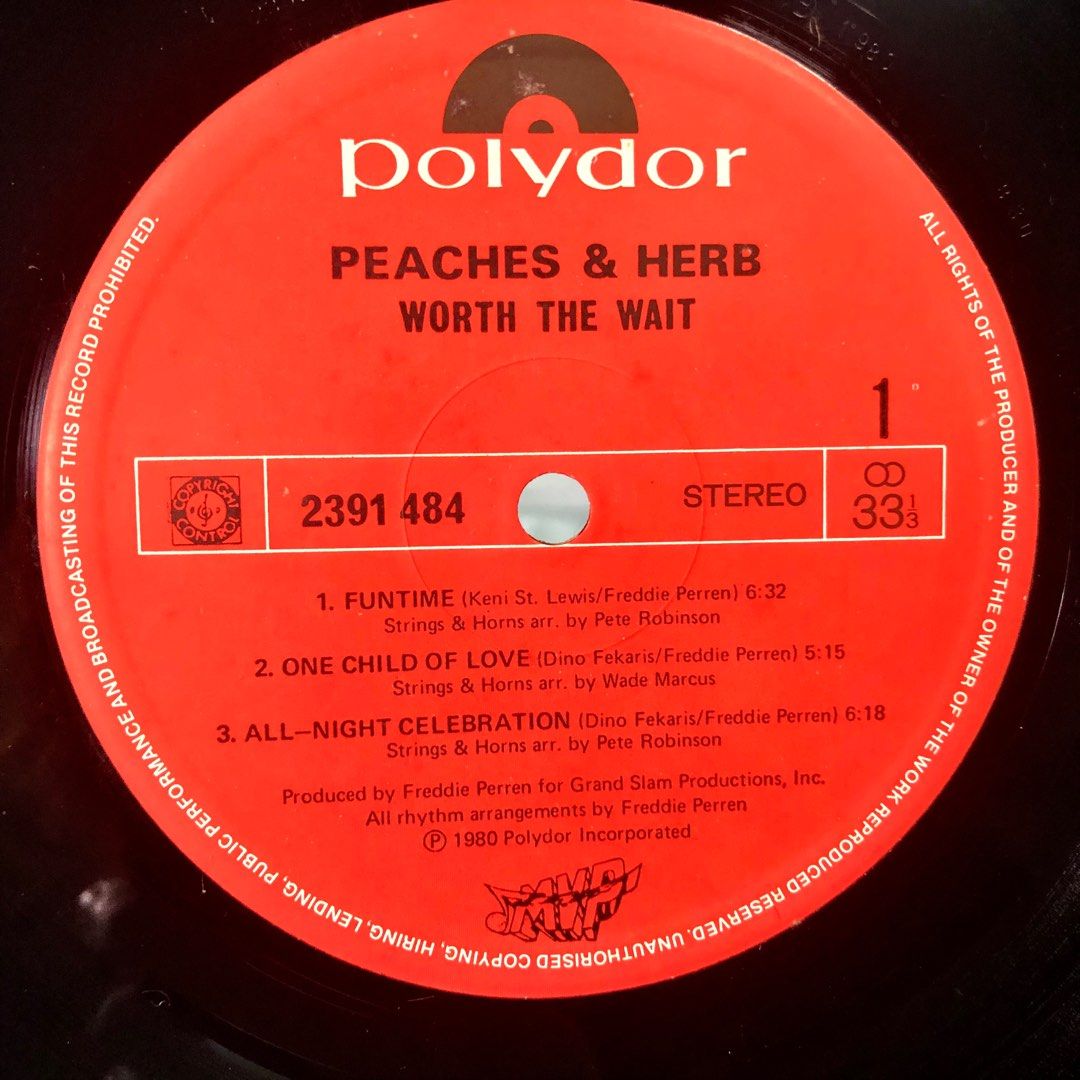 polydor
PEACHES & HERB
WORTH THE WAIT
1
COPYRIGHT CONTROL
2391 484
STEREO
33⅓
1. FUNTIME (Keni St. Lewis/Freddie Perren) 6:32
Strings & Horns arr. by Pete Robinson
2. ONE CHILD OF LOVE (Dino Fekaris/Freddie Perren) 5:15
Strings & Horns arr. by Wade Marcus
3. ALL—NIGHT CELEBRATION (Dino Fekaris/Freddie Perren) 6:18
Strings & Horns arr. by Pete Robinson
Produced by Freddie Perren for Grand Slam Productions, Inc.
All rhythm arrangements by Freddie Perren
Ⓟ 1980 Polydor Incorporated
MVP
ALL RIGHTS OF THE PRODUCER AND OF THE OWNER OF THE WORK REPRODUCED RESERVED. UNAUTHORISED COPYING, HIRING, LENDING, PUBLIC PERFORMANCE AND BROADCASTING OF THIS RECORD PROHIBITED.